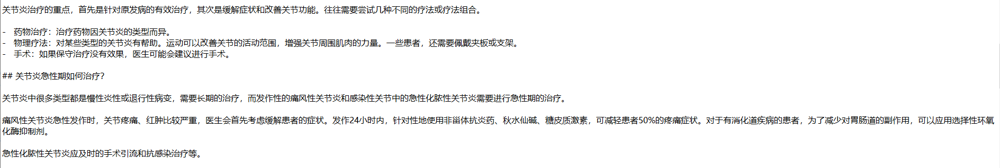 关节炎治疗的重点，首先是针对原发病的有效治疗，其次是缓解症状和改善关节功能。往往需要尝试几种不同的疗法或疗法组合。
- 药物治疗：治疗药物因关节炎的类型而异。
- 物理疗法：对某些类型的关节炎有帮助。运动可以改善关节的活动范围，增强关节周围肌肉的力量。一些患者，还需要佩戴夹板或支架。
- 手术：如果保守治疗没有效果，医生可能会建议进行手术。
## 关节炎急性期如何治疗？
关节炎中很多类型都是慢性炎性或退行性病变，需要长期的治疗，而发作性的痛风性关节炎和感染性关节中的急性化脓性关节炎需要进行急性期的治疗。
痛风性关节炎急性发作时，关节疼痛、红肿比较严重，医生会首先考虑缓解患者的症状。发作24小时内，针对性地使用非甾体抗炎药、秋水仙碱、糖皮质激素，可减轻患者50%的疼痛症状。对于有消化道疾病的患者，为了减少对胃肠道的副作用，可以应用选择性环氧
化酶抑制剂。
急性化脓性关节炎应及时的手术引流和抗感染治疗等。